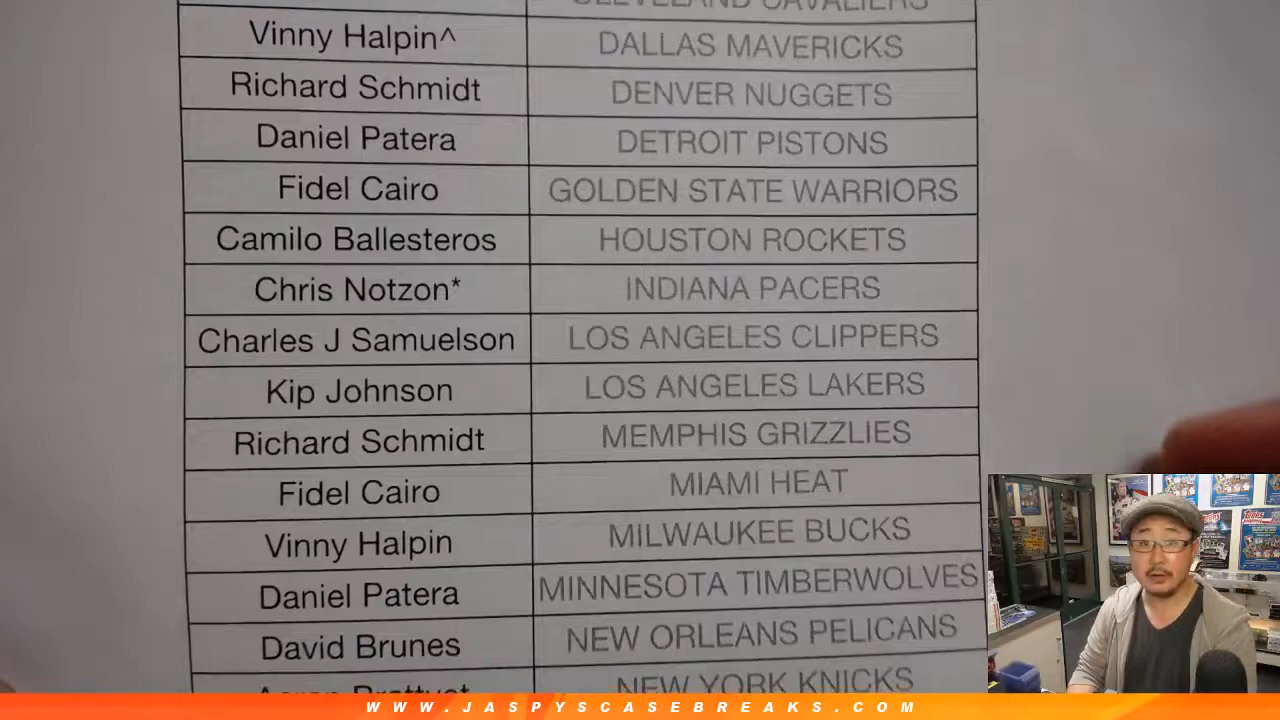 CLEVELAND CAVALIERS
Vinny Halpin^ DALLAS MAVERICKS
Richard Schmidt DENVER NUGGETS
Daniel Patera DETROIT PISTONS
Fidel Cairo GOLDEN STATE WARRIORS
Camilo Ballesteros HOUSTON ROCKETS
Chris Notzon* INDIANA PACERS
Charles J Samuelson LOS ANGELES CLIPPERS
Kip Johnson LOS ANGELES LAKERS
Richard Schmidt MEMPHIS GRIZZLIES
Fidel Cairo MIAMI HEAT
Vinny Halpin MILWAUKEE BUCKS
Daniel Patera MINNESOTA TIMBERWOLVES
David Brunes NEW ORLEANS PELICANS
NEW YORK KNICKS
WWW.JASPYSCASEBREAKS.COM